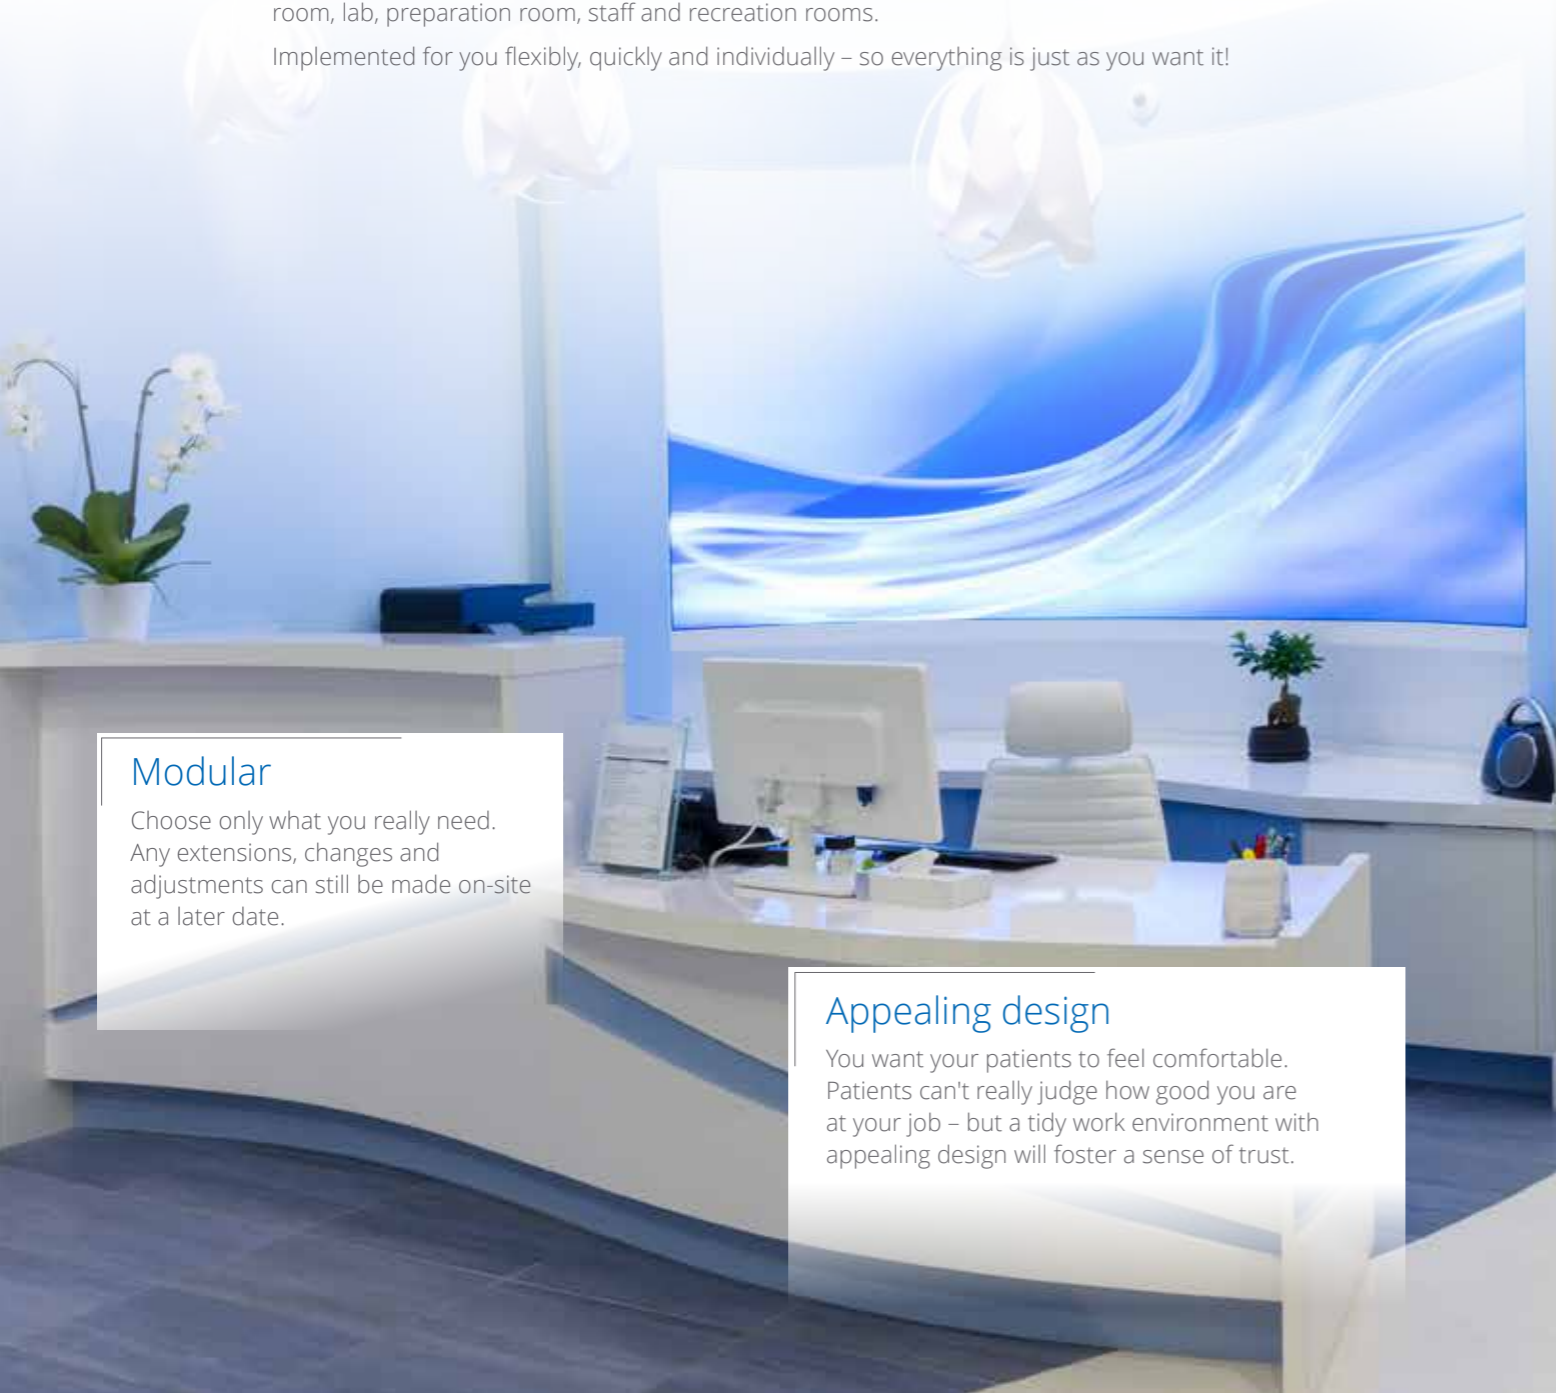 room, lab, preparation room, staff and recreation rooms.
Implemented for you flexibly, quickly and individually – so everything is just as you want it!
Modular
Choose only what you really need.
Any extensions, changes and
adjustments can still be made on-site
at a later date.
Appealing design
You want your patients to feel comfortable.
Patients can't really judge how good you are
at your job – but a tidy work environment with
appealing design will foster a sense of trust.